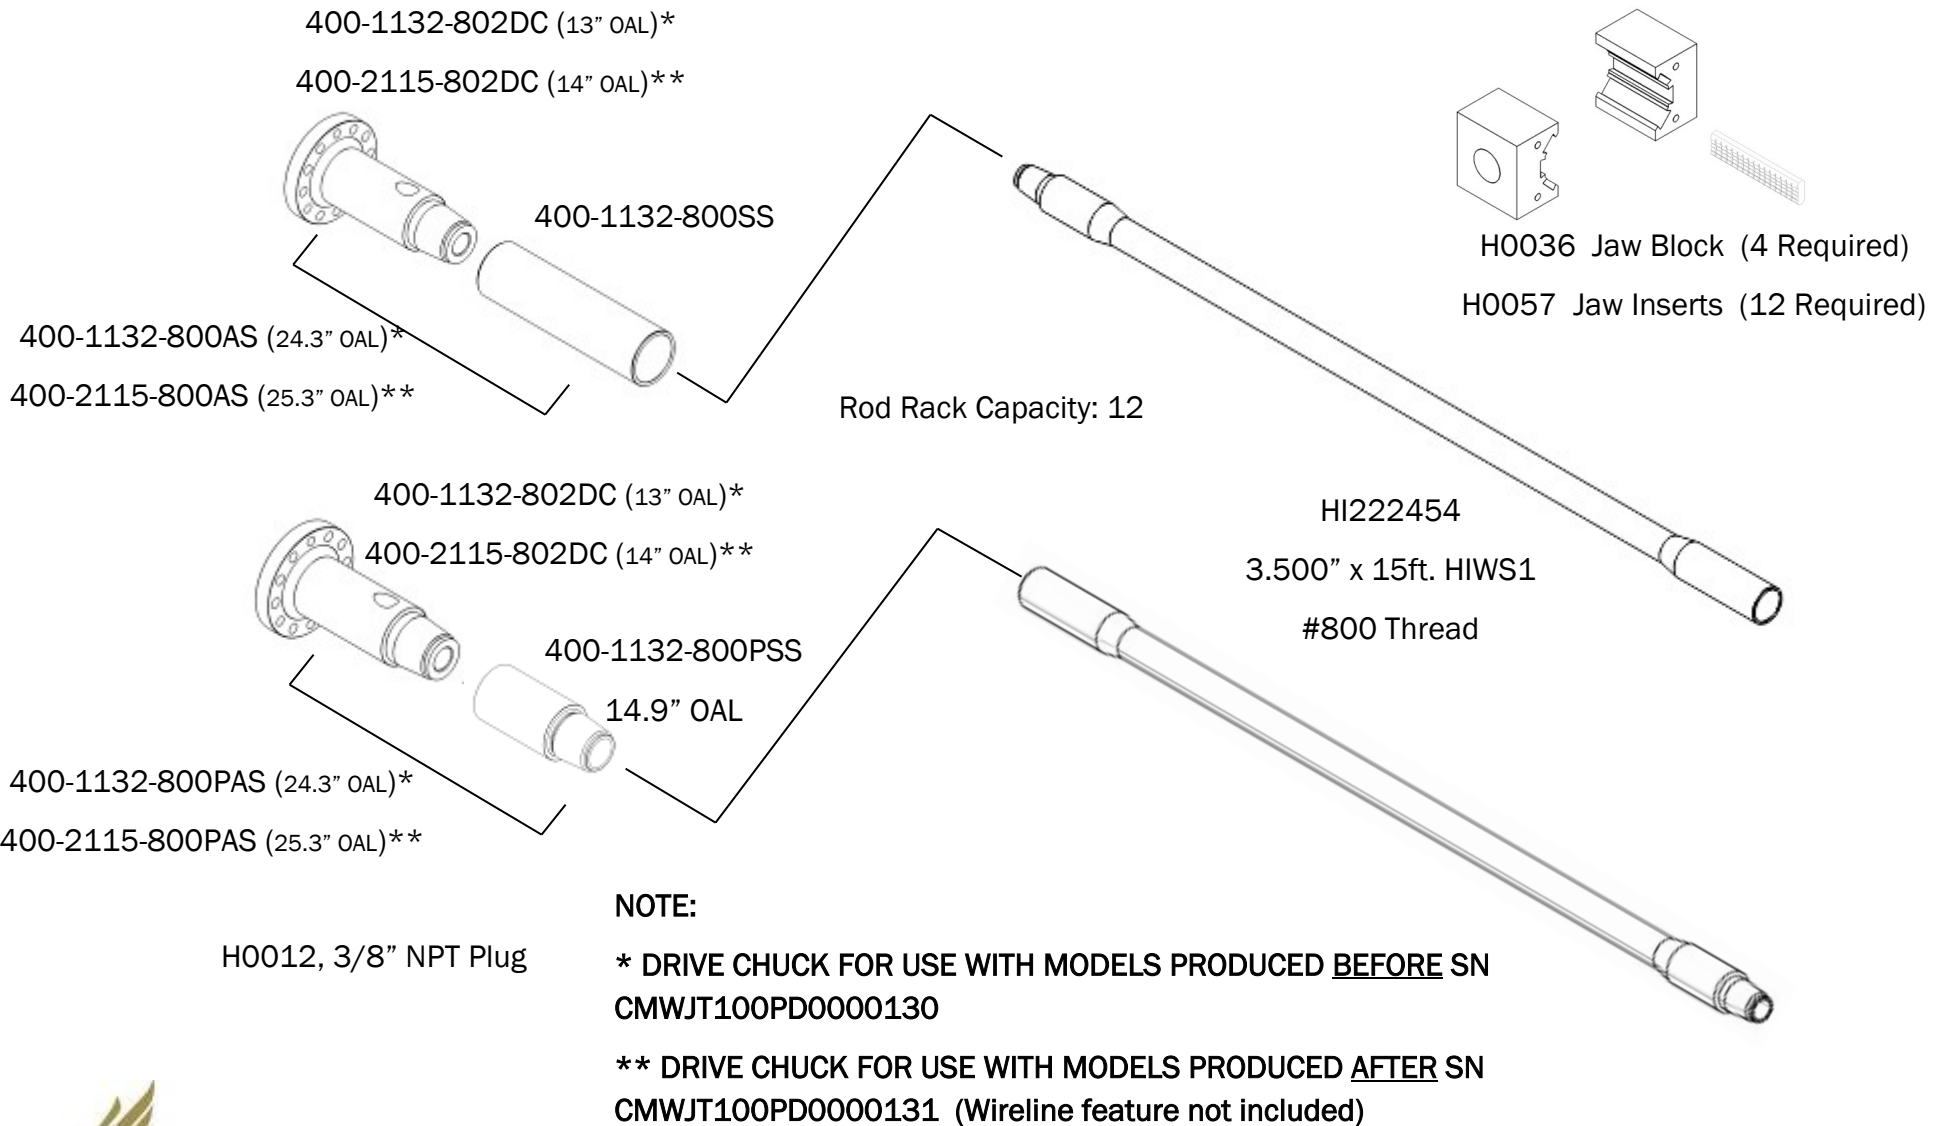 400-1132-802DC (13” OAL)*
400-2115-802DC (14” OAL)**
400-1132-800SS
H0036 Jaw Block (4 Required)
H0057 Jaw Inserts (12 Required)
400-1132-800AS (24.3” OAL)*
400-2115-800AS (25.3” OAL)**
Rod Rack Capacity: 12
400-1132-802DC (13” OAL)*
400-2115-802DC (14” OAL)**
HI222454
3.500” x 15ft. HIWS1
#800 Thread
400-1132-800PSS
14.9” OAL
400-1132-800PAS (24.3” OAL)*
400-2115-800PAS (25.3” OAL)**
H0012, 3/8” NPT Plug
NOTE:
* DRIVE CHUCK FOR USE WITH MODELS PRODUCED BEFORE SN
CMWJT100PD0000130
** DRIVE CHUCK FOR USE WITH MODELS PRODUCED AFTER SN
CMWJT100PD0000131 (Wireline feature not included)